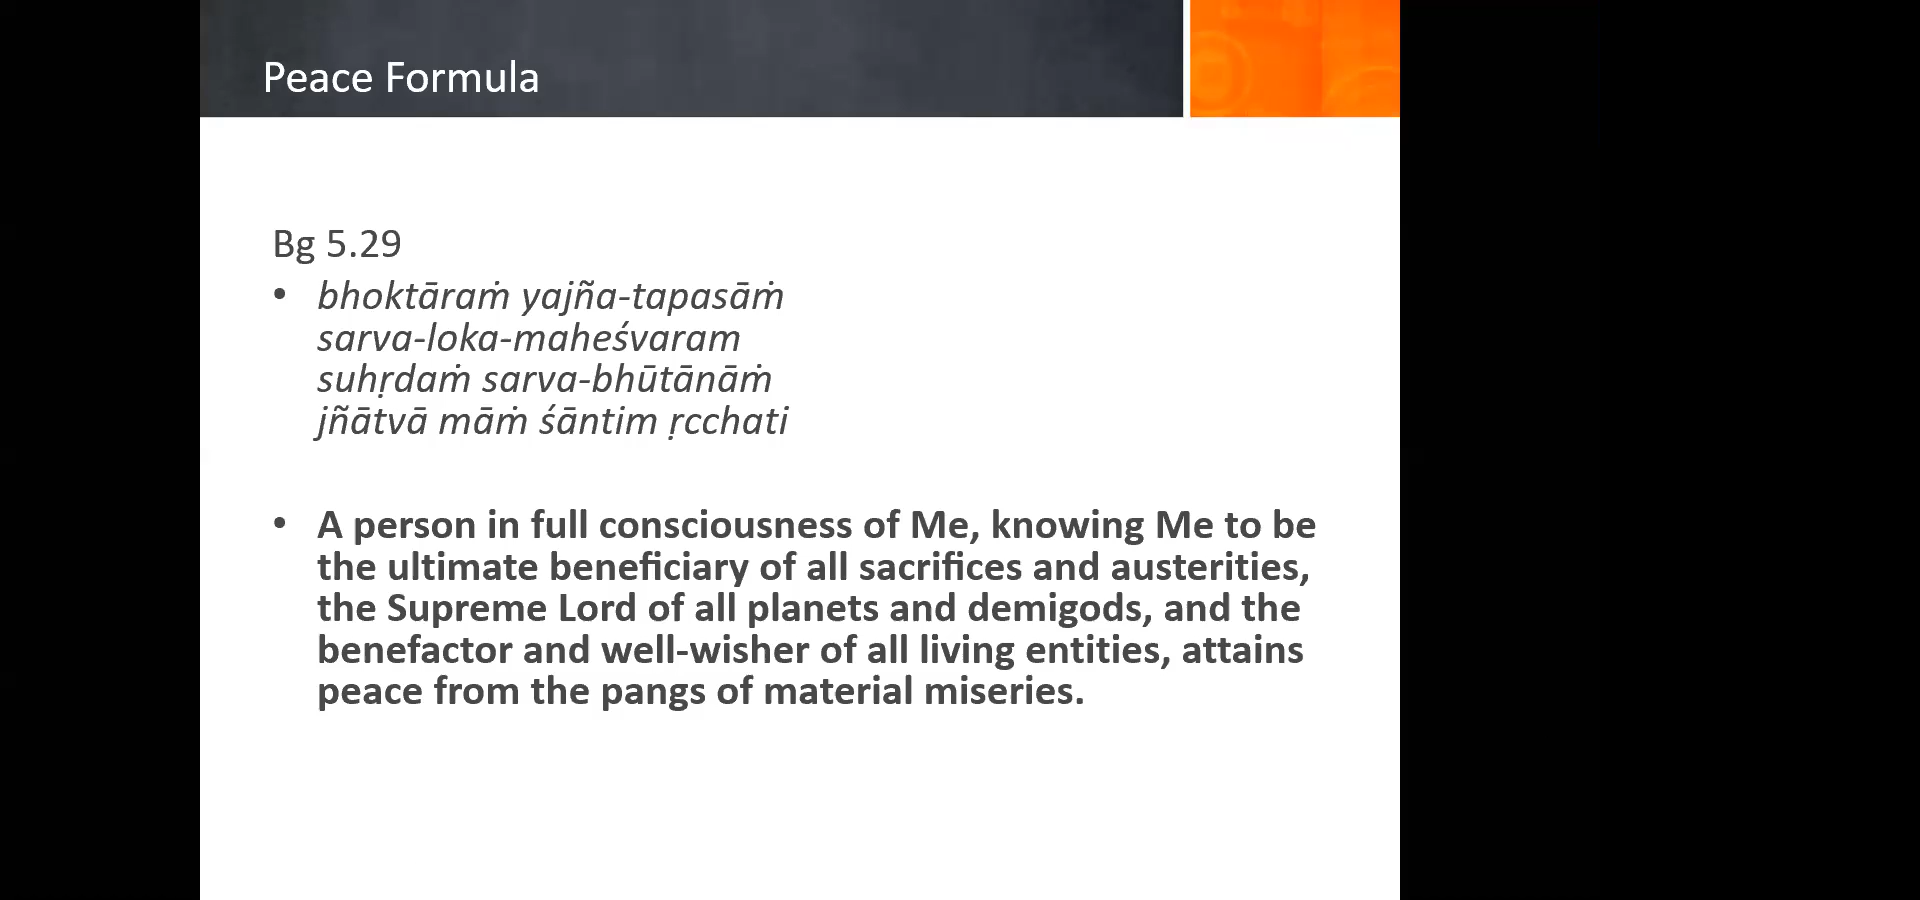 Peace Formula
Bg 5.29
• bhoktāraṁ yajña-tapasāṁ
sarva-loka-maheśvaram
suhṛdaṁ sarva-bhūtānāṁ
jñātvā māṁ śāntim ṛcchati
• A person in full consciousness of Me, knowing Me to be
the ultimate beneficiary of all sacrifices and austerities,
the Supreme Lord of all planets and demigods, and the
benefactor and well-wisher of all living entities, attains
peace from the pangs of material miseries.